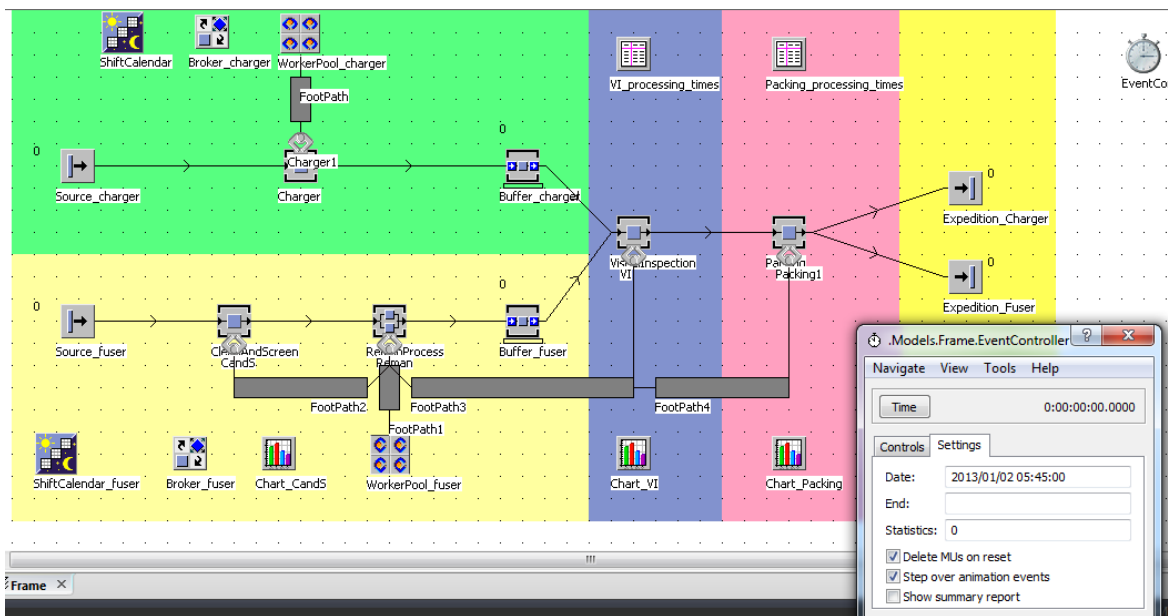 ShiftCalendar
Broker_charger
WorkerPool_charger
VI_processing_times
Packing_processing_times
EventCo
FootPath
0
0
Charger1
Source_charger
Charger
Buffer_charger
0
Expedition_Charger
VI
Packing1
0
Expedition_Fuser
0
0
Source_fuser
CandS
Reman
Buffer_fuser
FootPath2
FootPath3
FootPath4
FootPath1
ShiftCalendar_fuser
Broker_fuser
Chart_CandS
WorkerPool_fuser
Chart_VI
Chart_Packing
Frame
.Models.Frame.EventController
Navigate View Tools Help
Time 0:00:00:00.0000
Controls Settings
Date: 2013/01/02 05:45:00
End:
Statistics: 0
Delete MUs on reset
Step over animation events
Show summary report